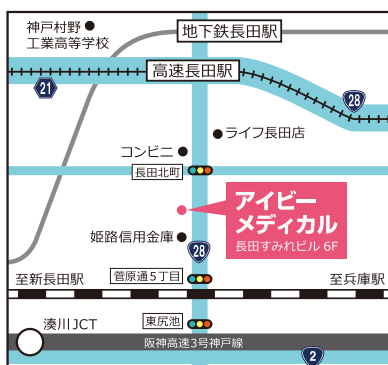 神戸村野
工業高等学校
地下鉄長田駅
高速長田駅
21
28
ライフ長田店
コンビニ
長田北町
アイビー
メディカル
長田すみれビル 6F
姫路信用金庫
28
菅原通5丁目
至新長田駅
至兵庫駅
湊川JCT
東尻池
阪神高速3号神戸線
2